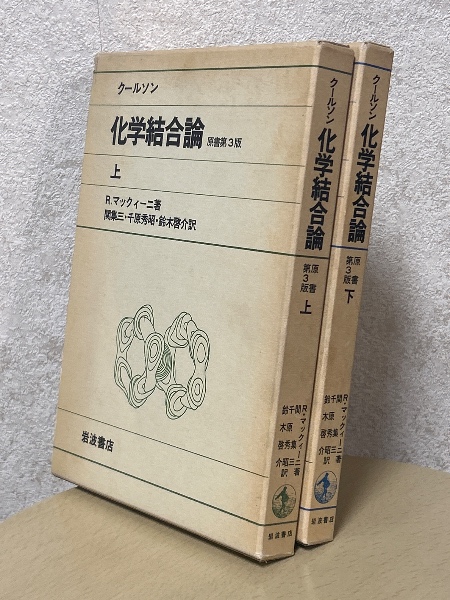 クールソン
化学結合論 原書第3版
上
R.マックィーニ著
関集三・千原秀昭・鈴木啓介訳
岩波書店
クールソン
化学結合論
原書第3版
上
R・マックィーニ著
関集三
千原秀昭
鈴木啓介訳
岩波書店
クールソン
化学結合論
原書第3版
下
R・マックィーニ著
関集三
千原秀昭
鈴木啓介訳
岩波書店